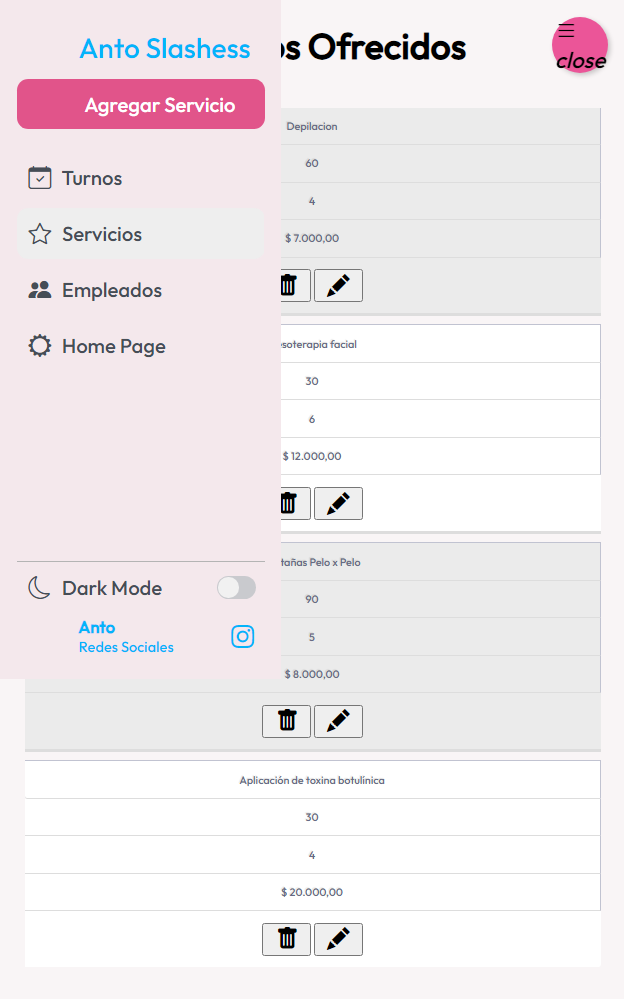 Anto Slashess
os Ofrecidos
close
Agregar Servicio
Turnos
Servicios
Empleados
Home Page
Dark Mode
Anto
Redes Sociales
Depilacion
60
4
$ 7.000,00
soterapia facial
30
6
$ 12.000,00
tañas Pelo x Pelo
90
5
$ 8.000,00
Aplicación de toxina botulínica
30
4
$ 20.000,00